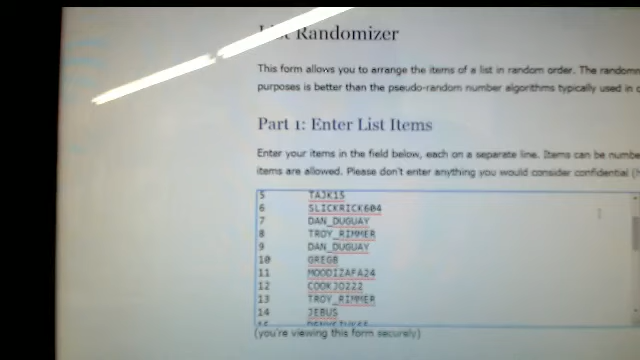 List Randomizer
This form allows you to arrange the items of a list in random order. The
purposes is better than the pseudo-random number algorithms typically used in
Part 1: Enter List Items
Enter your items in the field below, each on a separate line. Items can be
items are allowed. Please don't enter anything you would consider confidential
5 TAJK15
6 SLICKRICK604
7 DAN_DUGUAY
8 TROY_RIMMER
9 DAN_DUGUAY
10 GREG8
11 MOODIZAFA24
12 COOKJO222
13 TROY_RIMMER
14 JEBUS
(you're viewing this form securely)